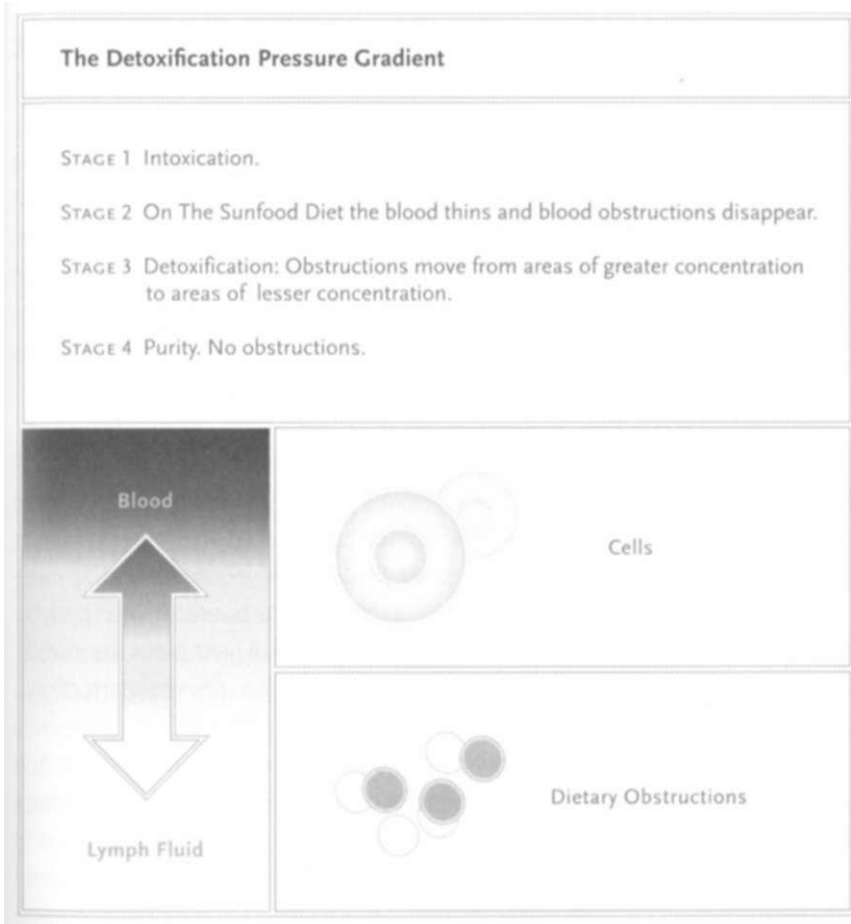 The Detoxification Pressure Gradient
STAGE 1 Intoxication.
STAGE 2 On The Sunfood Diet the blood thins and blood obstructions disappear.
STAGE 3 Detoxification: Obstructions move from areas of greater concentration
to areas of lesser concentration.
STAGE 4 Purity. No obstructions.
Blood
Cells
Dietary Obstructions
Lymph Fluid